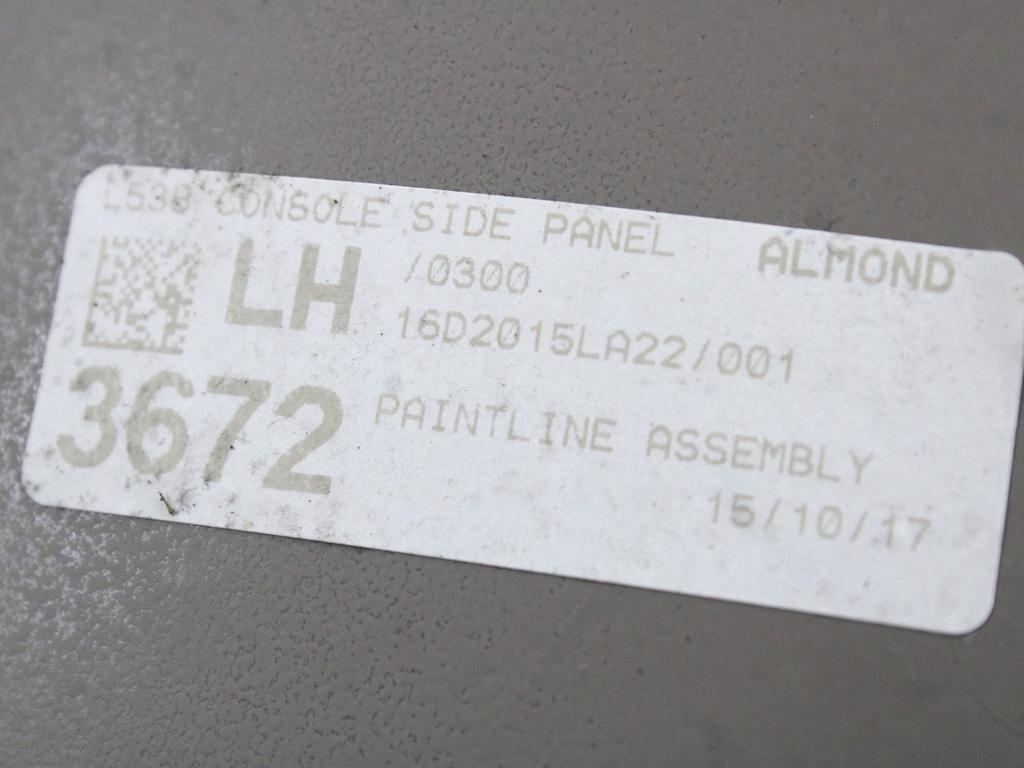 L538 CONSOLE SIDE PANEL ALMOND
LH /0300
16D2015LA22/001
3672 PAINTLINE ASSEMBLY
15/10/17